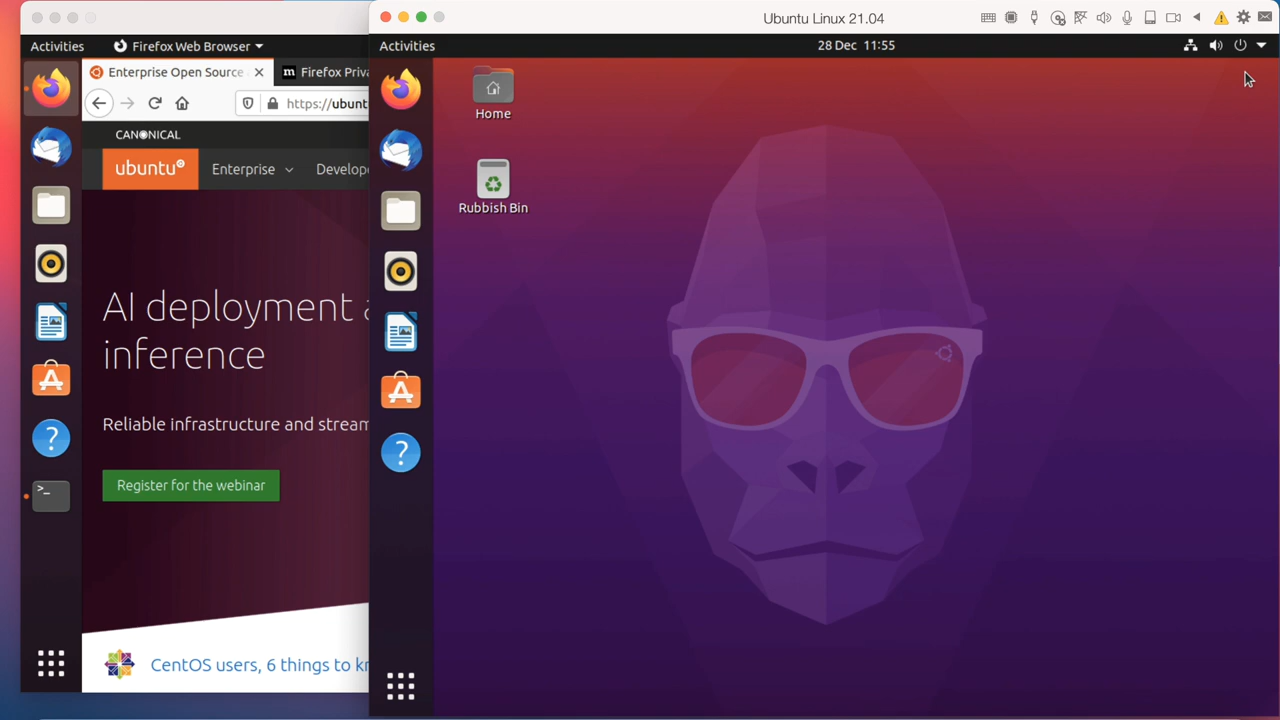 Activities
Firefox Web Browser
Enterprise Open Source
Firefox Priva
https://ubunt
CANONICAL
ubuntu
Enterprise
Develope
AI deployment a
inference
Reliable infrastructure and stream
Register for the webinar
CentOS users, 6 things to kn
Ubuntu Linux 21.04
Activities
28 Dec 11:55
Home
Rubbish Bin